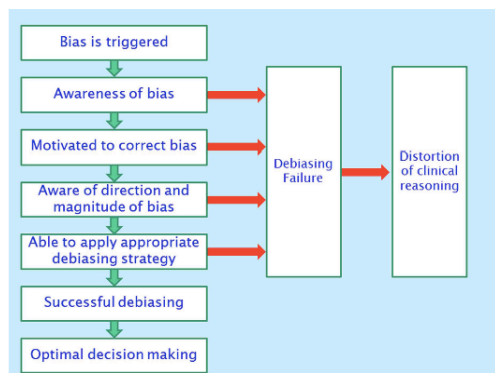 Bias is triggered
Awareness of bias
Motivated to correct bias
Aware of direction and
magnitude of bias
Able to apply appropriate
debiasing strategy
Successful debiasing
Optimal decision making
Debiasing
Failure
Distortion
of clinical
reasoning